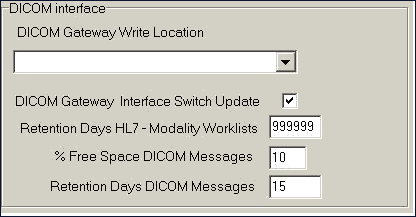 DICOM interface
DICOM Gateway Write Location
DICOM Gateway Interface Switch Update
Retention Days HL7 - Modality Worklists 999999
% Free Space DICOM Messages 10
Retention Days DICOM Messages 15